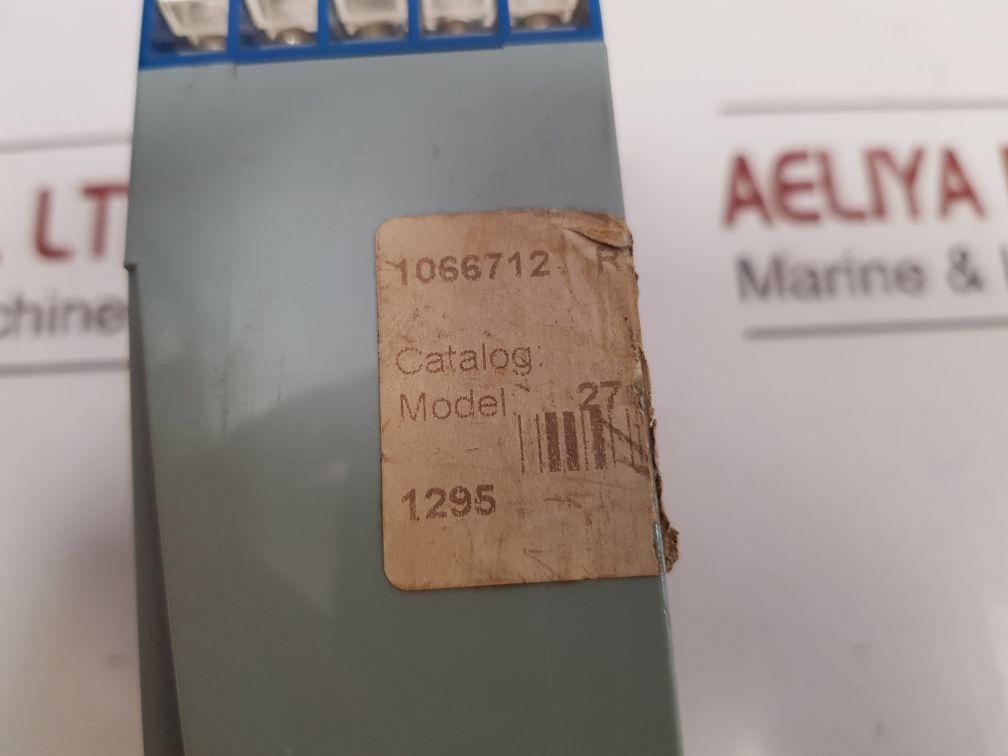 L LT
chine
1066712 R
Catalog:
Model 27
1295
AELIYA
Marine &